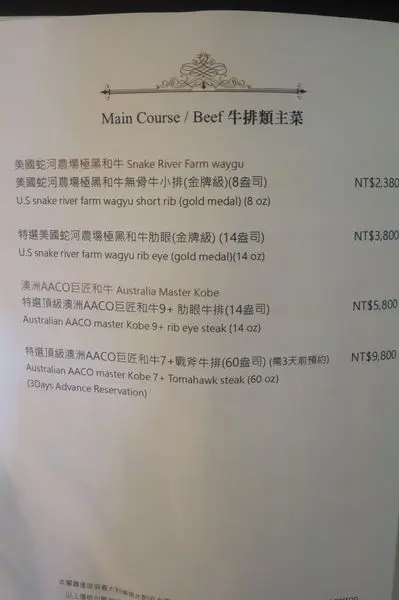 Main Course / Beef 牛排類主菜
美國蛇河農場極黑和牛 Snake River Farm waygu
美國蛇河農場極黑和牛無骨牛小排(金牌級)(8盎司) NT$2,380
U.S snake river farm wagyu short rib (gold medal) (8 oz)
特選美國蛇河農場極黑和牛肋眼(金牌級) (14盎司) NT$3,800
U.S snake river farm wagyu rib eye (gold medal)(14 oz)
澳洲AACO巨匠和牛 Australia Master Kobe
特選頂級澳洲AACO巨匠和牛9+ 肋眼牛排(14盎司) NT$5,800
Australian AACO master Kobe 9+ rib eye steak (14 oz)
特選頂級澳洲AACO巨匠和牛7+戰斧牛排(60盎司) (需3天前預約) NT$9,800
Australian AACO master Kobe 7+ Tomahawk steak (60 oz)
(3Days Advance Reservation)